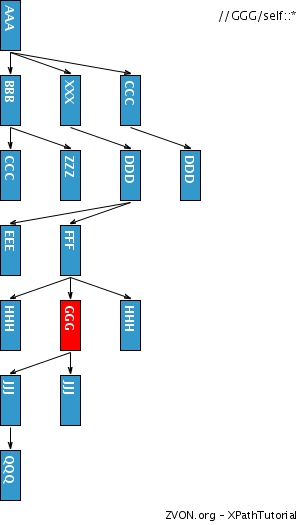 //GGG/self::*
AAA
BBB
XXX
CCC
CCC
ZZZ
DDD
DDD
EEE
FFF
HHH
GGG
HHH
JJJ
JJJ
QQQ
ZVON.org - XPathTutorial